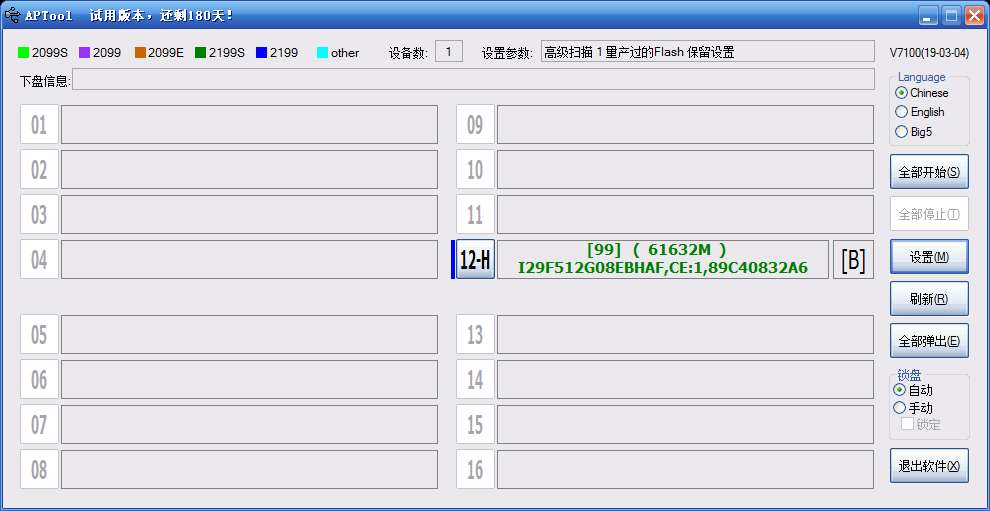 APTool 试用版本，还剩180天!
2099S 2099 2099E 2199S 2199 other 设备数: 1 设置参数: 高级扫描 1 量产过的Flash 保留设置 V7100(19-03-04)
下盘信息:
Language
Chinese
English
Big5
01 09
02 10
03 11
04 12-H [99] ( 61632M )
I29F512G08EBHAF,CE:1,89C40832A6 [B]
05 13
06 14
07 15
08 16
全部开始(S)
全部停止(T)
设置(M)
刷新(R)
全部弹出(E)
锁盘
自动
手动
锁定
退出软件(X)